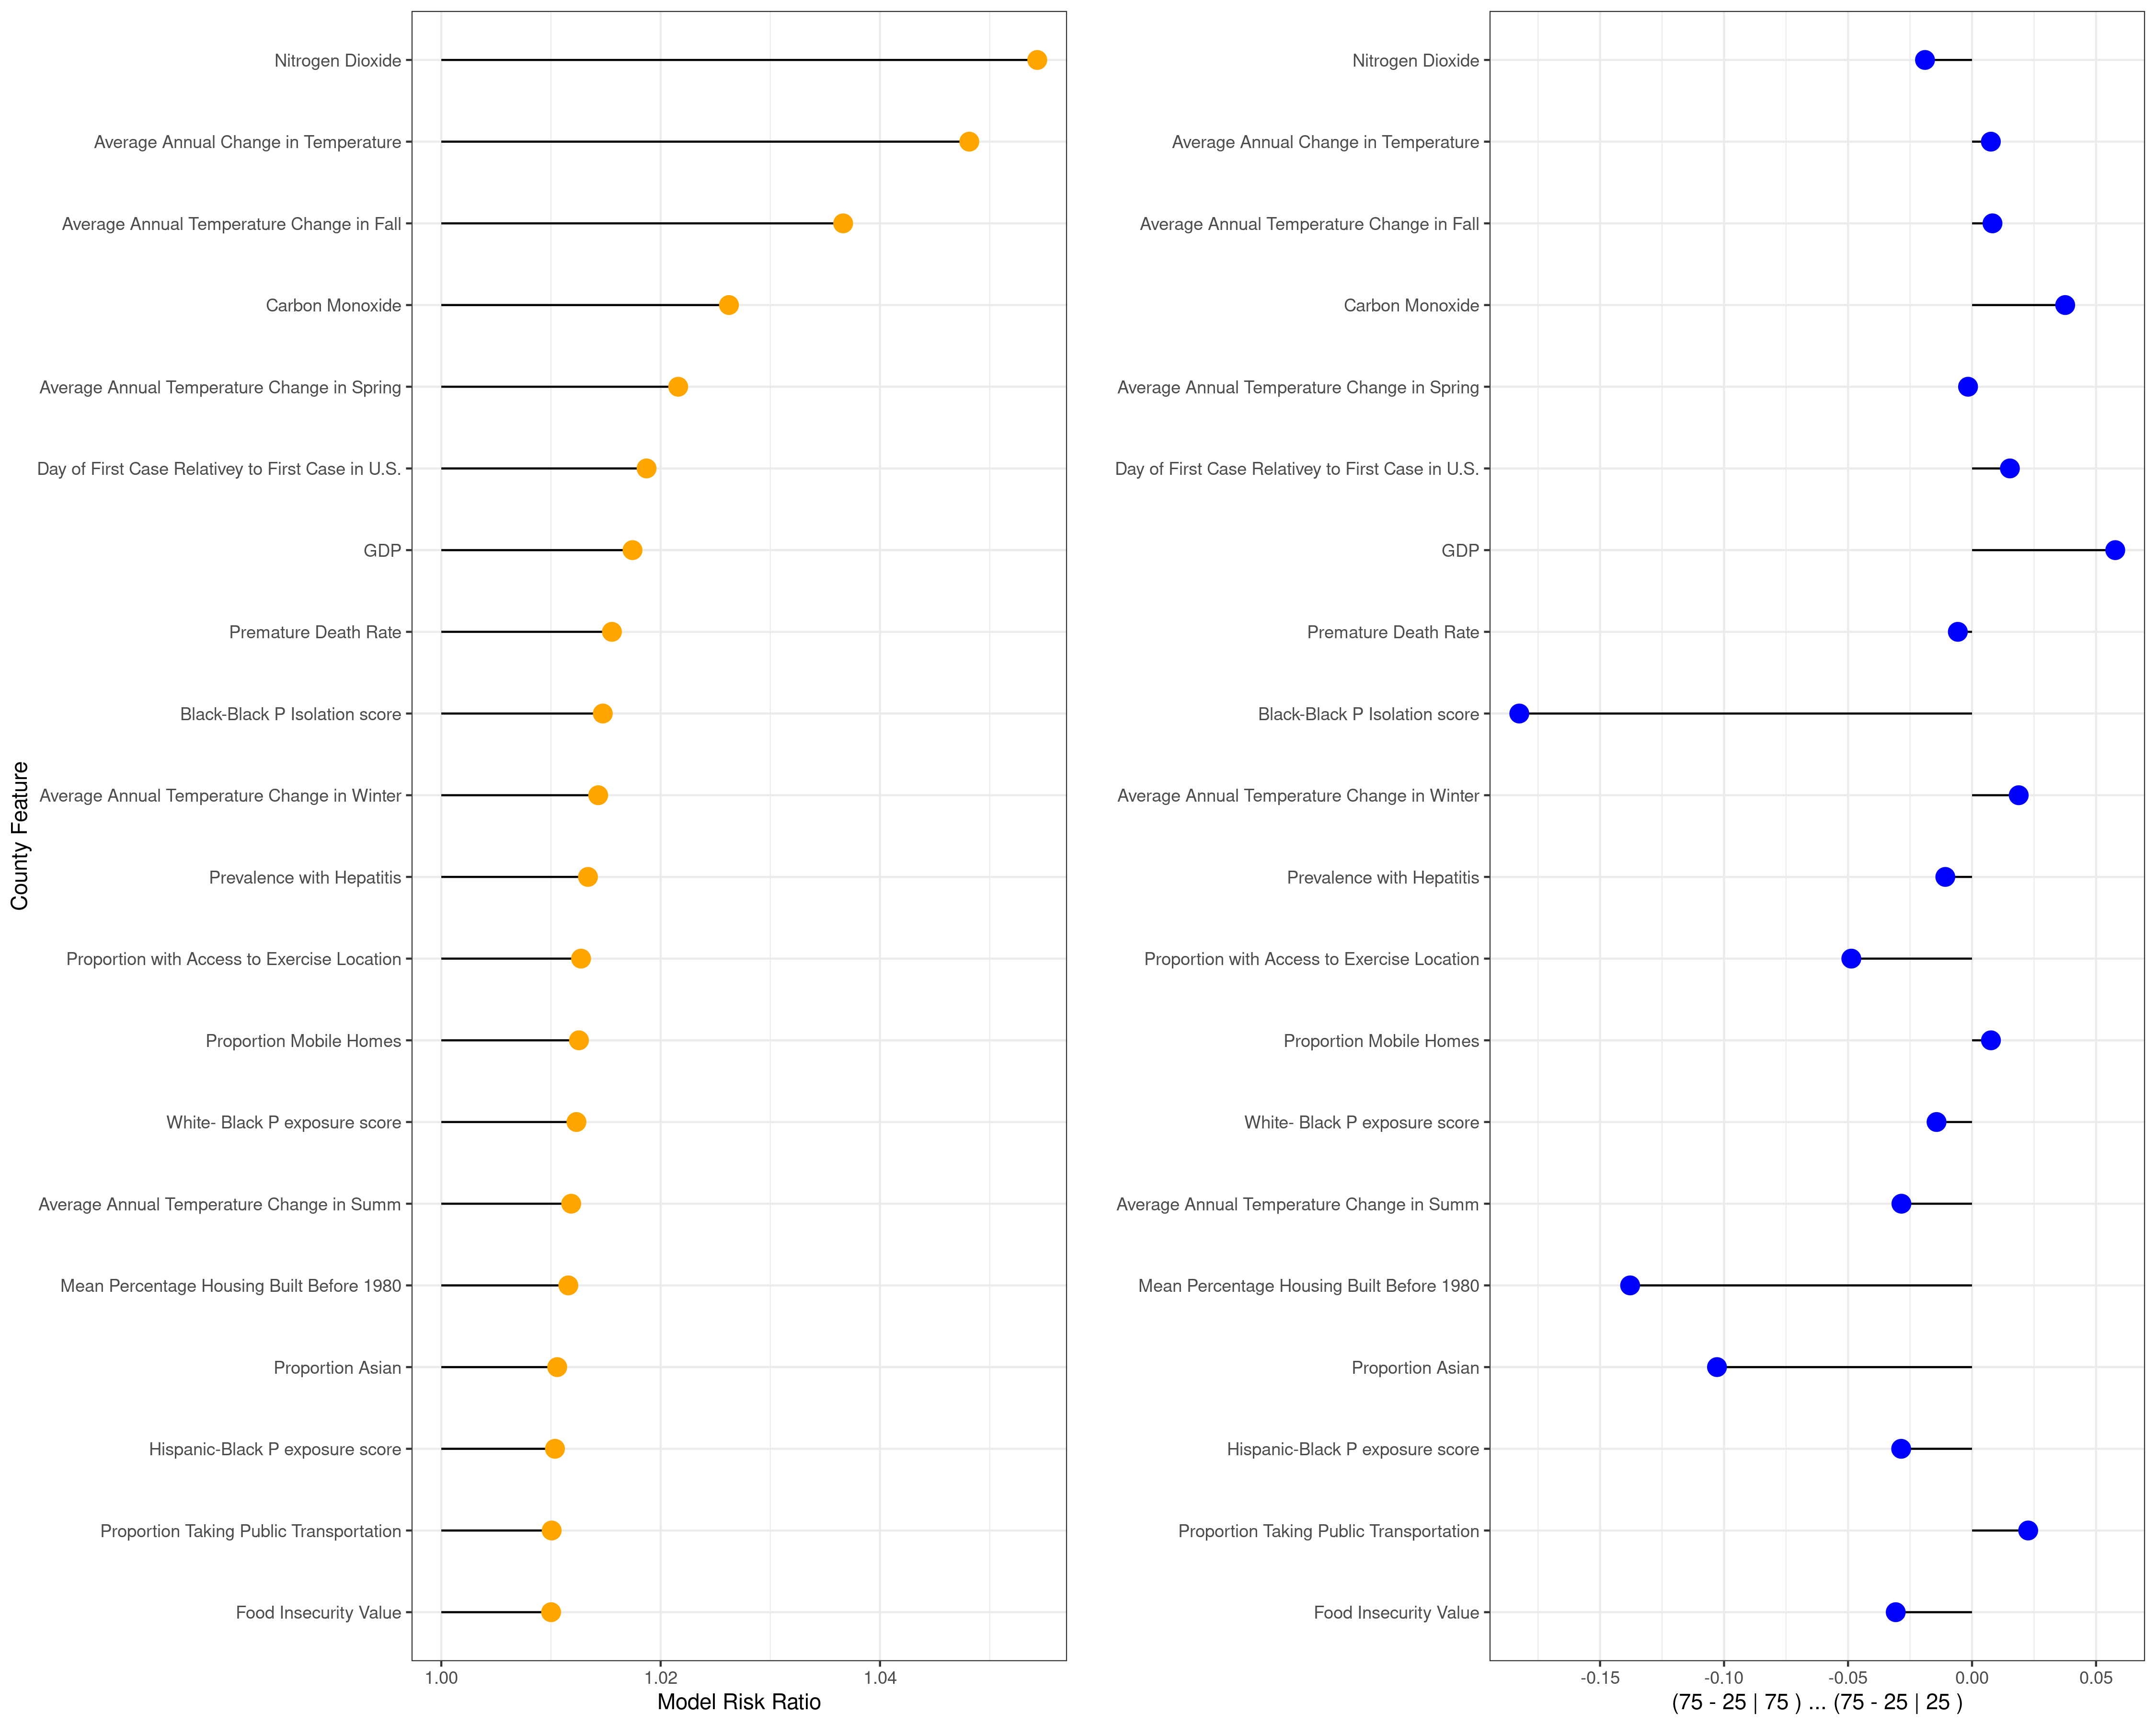 County Feature
Nitrogen Dioxide
Average Annual Change in Temperature
Average Annual Temperature Change in Fall
Carbon Monoxide
Average Annual Temperature Change in Spring
Day of First Case Relativey to First Case in U.S.
GDP
Premature Death Rate
Black-Black P Isolation score
Average Annual Temperature Change in Winter
Prevalence with Hepatitis
Proportion with Access to Exercise Location
Proportion Mobile Homes
White- Black P exposure score
Average Annual Temperature Change in Summ
Mean Percentage Housing Built Before 1980
Proportion Asian
Hispanic-Black P exposure score
Proportion Taking Public Transportation
Food Insecurity Value
1.00 1.02 1.04
Model Risk Ratio
Nitrogen Dioxide
Average Annual Change in Temperature
Average Annual Temperature Change in Fall
Carbon Monoxide
Average Annual Temperature Change in Spring
Day of First Case Relativey to First Case in U.S.
GDP
Premature Death Rate
Black-Black P Isolation score
Average Annual Temperature Change in Winter
Prevalence with Hepatitis
Proportion with Access to Exercise Location
Proportion Mobile Homes
White- Black P exposure score
Average Annual Temperature Change in Summ
Mean Percentage Housing Built Before 1980
Proportion Asian
Hispanic-Black P exposure score
Proportion Taking Public Transportation
Food Insecurity Value
-0.15 -0.10 -0.05 0.00 0.05
(75 - 25 | 75 ) ... (75 - 25 | 25 )